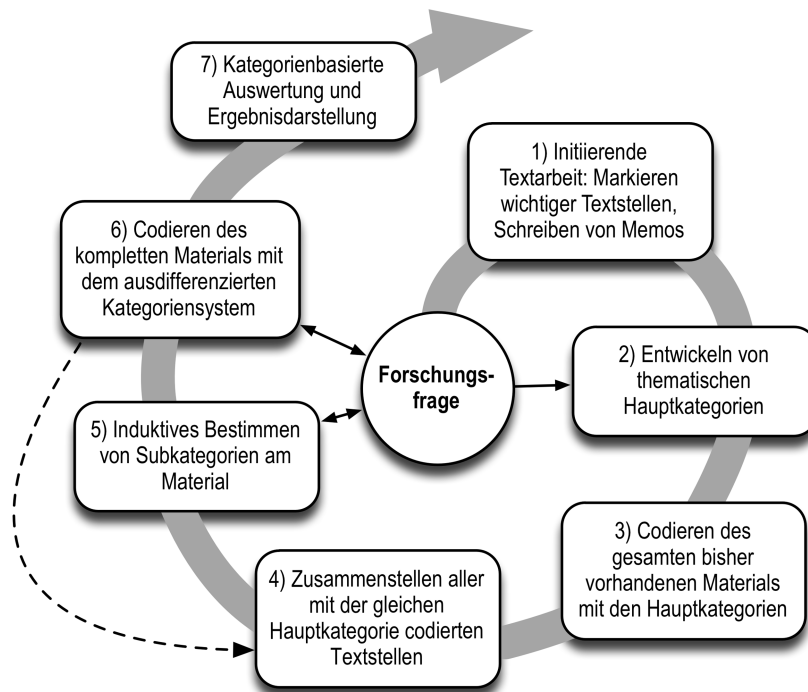 7) Kategorienbasierte
Auswertung und
Ergebnisdarstellung
1) Initiierende
Textarbeit: Markieren
wichtiger Textstellen,
Schreiben von Memos
6) Codieren des
kompletten Materials mit
dem ausdifferenzierten
Kategoriensystem
Forschungs-
frage
2) Entwickeln von
thematischen
Hauptkategorien
5) Induktives Bestimmen
von Subkategorien am
Material
3) Codieren des
gesamten bisher
vorhandenen Materials
mit den Hauptkategorien
4) Zusammenstellen aller
mit der gleichen
Hauptkategorie codierten
Textstellen